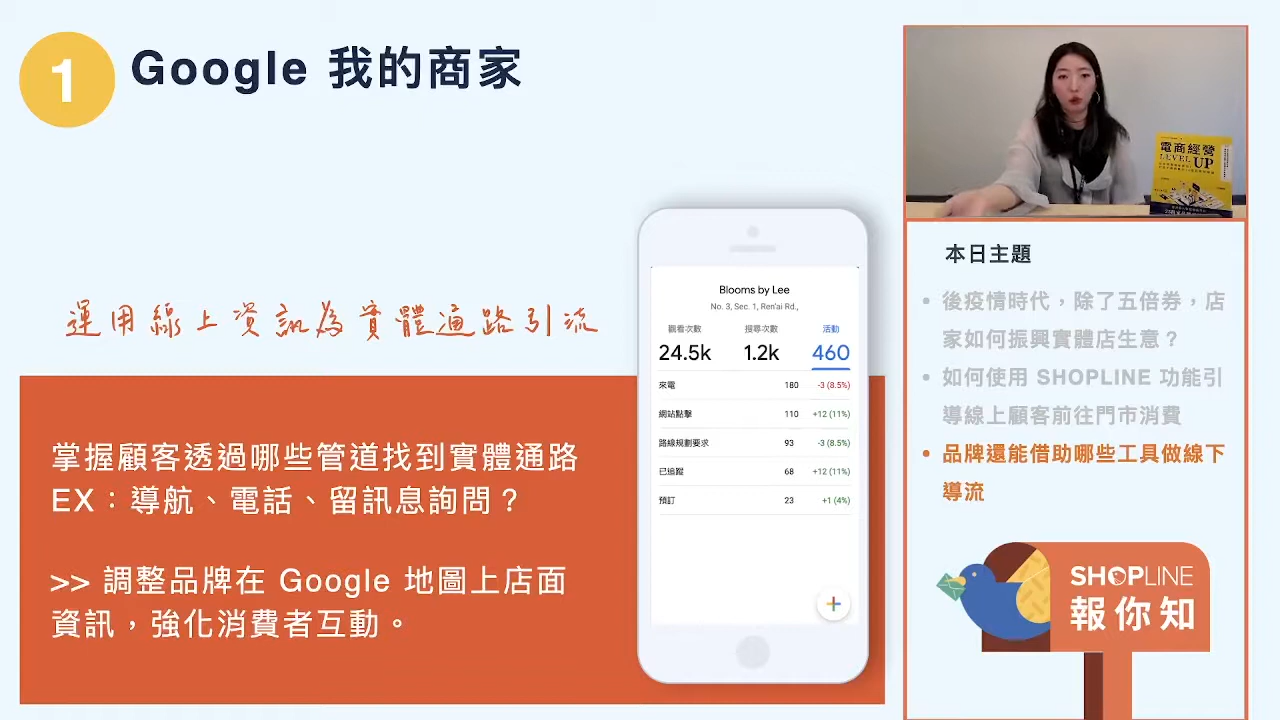 1
Google 我的商家
運用線上資訊為實體通路引流
掌握顧客透過哪些管道找到實體通路
EX：導航、電話、留訊息詢問？
>> 調整品牌在 Google 地圖上店面
資訊，強化消費者互動。
Blooms by Lee
No. 3, Sec. 1, Ren'ai Rd.,
觀看次數 搜尋次數 活動
24.5k 1.2k 460
來電 180 -3 (8.5%)
網站點擊 110 +12 (11%)
路線規劃要求 93 -3 (8.5%)
已追蹤 68 +12 (11%)
預訂 23 +1 (4%)
電商經營
LEVEL
UP
本日主題
• 後疫情時代，除了五倍券，店
家如何振興實體店生意？
• 如何使用 SHOPLINE 功能引
導線上顧客前往門市消費
• 品牌還能借助哪些工具做線下
導流
SHOPLINE
報你知